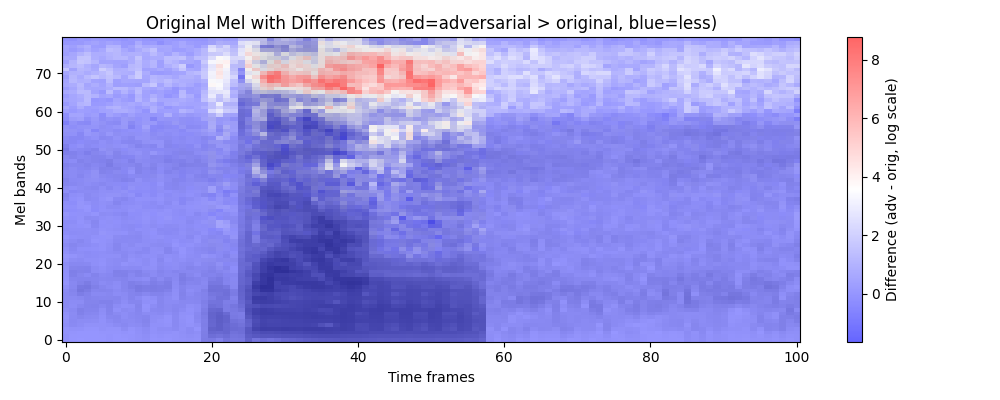 Original Mel with Differences (red=adversarial > original, blue=less)
Mel bands
70
60
50
40
30
20
10
0
0 20 40 60 80 100
Time frames
8
6
4
2
0
Difference (adv - orig, log scale)